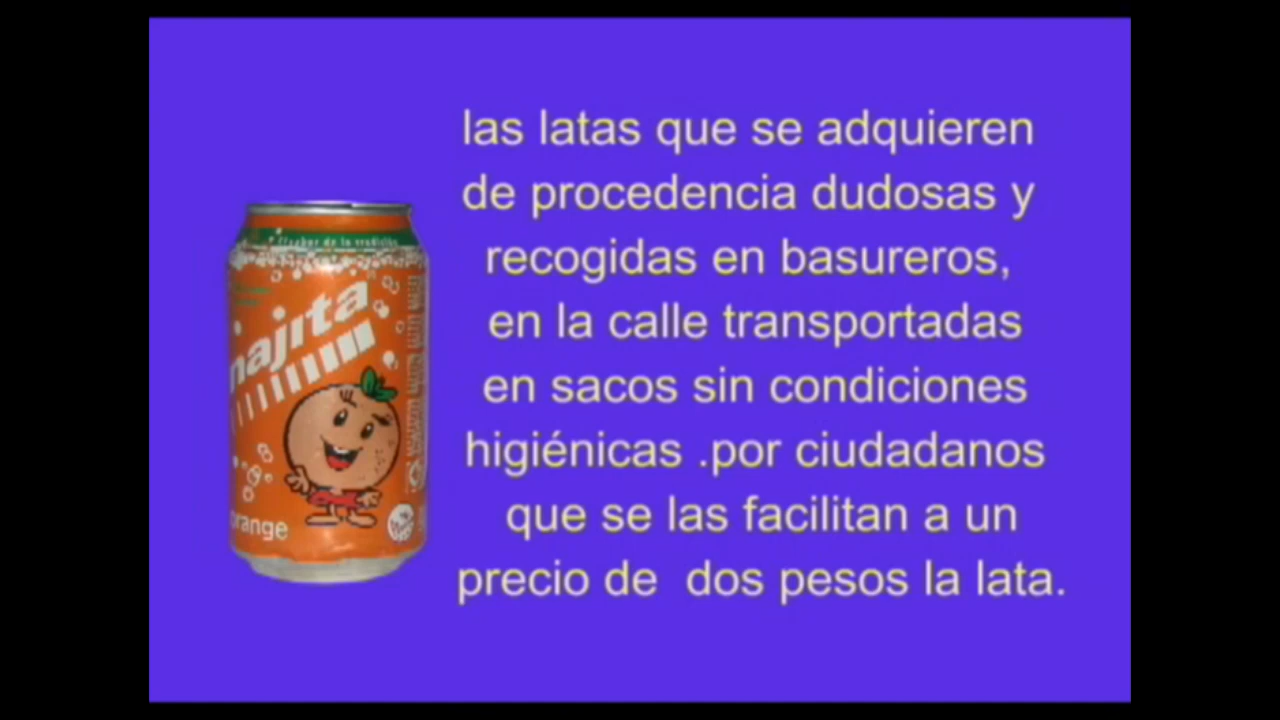 las latas que se adquieren
de procedencia dudosas y
recogidas en basureros,
en la calle transportadas
en sacos sin condiciones
higiénicas .por ciudadanos
que se las facilitan a un
precio de  dos pesos la lata.
najita